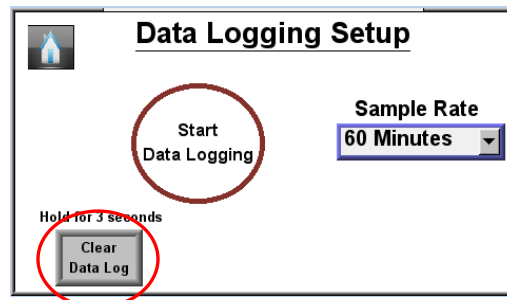 Data Logging Setup
Start
Data Logging
Sample Rate
60 Minutes
Hold for 3 seconds
Clear
Data Log